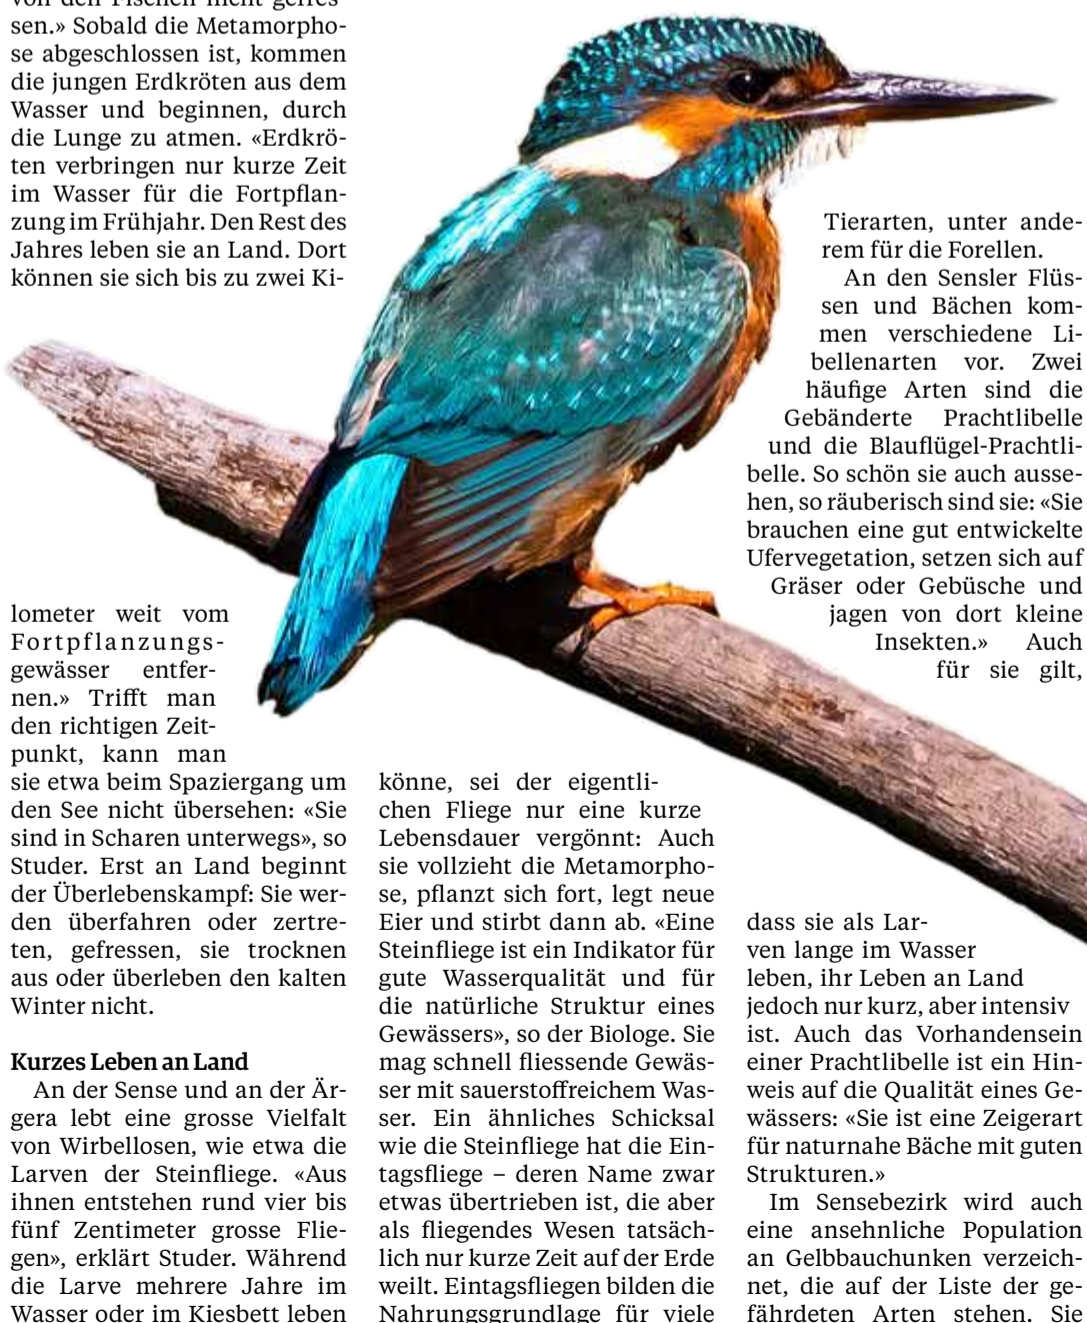 von den Fischen nicht gefres-
sen.» Sobald die Metamorpho-
se abgeschlossen ist, kommen
die jungen Erdkröten aus dem
Wasser und beginnen, durch
die Lunge zu atmen. «Erdkrö-
ten verbringen nur kurze Zeit
im Wasser für die Fortpflan-
zung im Frühjahr. Den Rest des
Jahres leben sie an Land. Dort
können sie sich bis zu zwei Ki-
lometer weit vom
Fortpflanzungs-
gewässer entfer-
nen.» Trifft man
den richtigen Zeit-
punkt, kann man
sie etwa beim Spaziergang um
den See nicht übersehen: «Sie
sind in Scharen unterwegs», so
Studer. Erst an Land beginnt
der Überlebenskampf: Sie wer-
den überfahren oder zertre-
ten, gefressen, sie trocknen
aus oder überleben den kalten
Winter nicht.
Kurzes Leben an Land
An der Sense und an der Är-
gera lebt eine grosse Vielfalt
von Wirbellosen, wie etwa die
Larven der Steinfliege. «Aus
ihnen entstehen rund vier bis
fünf Zentimeter grosse Flie-
gen», erklärt Studer. Während
die Larve mehrere Jahre im
Wasser oder im Kiesbett leben
könne, sei der eigentli-
chen Fliege nur eine kurze
Lebensdauer vergönnt: Auch
sie vollzieht die Metamorpho-
se, pflanzt sich fort, legt neue
Eier und stirbt dann ab. «Eine
Steinfliege ist ein Indikator für
gute Wasserqualität und für
die natürliche Struktur eines
Gewässers», so der Biologe. Sie
mag schnell fliessende Gewäs-
ser mit sauerstoffreichem Was-
ser. Ein ähnliches Schicksal
wie die Steinfliege hat die Ein-
tagsfliege – deren Name zwar
etwas übertrieben ist, die aber
als fliegendes Wesen tatsäch-
lich nur kurze Zeit auf der Erde
weilt. Eintagsfliegen bilden die
Nahrungsgrundlage für viele
Tierarten, unter ande-
rem für die Forellen.
An den Sensler Flüs-
sen und Bächen kom-
men verschiedene Li-
bellenarten vor. Zwei
häufige Arten sind die
Gebänderte Prachtlibelle
und die Blauflügel-Prachtli-
belle. So schön sie auch ausse-
hen, so räuberisch sind sie: «Sie
brauchen eine gut entwickelte
Ufervegetation, setzen sich auf
Gräser oder Gebüsche und
jagen von dort kleine
Insekten.» Auch
für sie gilt,
dass sie als Lar-
ven lange im Wasser
leben, ihr Leben an Land
jedoch nur kurz, aber intensiv
ist. Auch das Vorhandensein
einer Prachtlibelle ist ein Hin-
weis auf die Qualität eines Ge-
wässers: «Sie ist eine Zeigerart
für naturnahe Bäche mit guten
Strukturen.»
Im Sensebezirk wird auch
eine ansehnliche Population
an Gelbbauchunken verzeich-
net, die auf der Liste der ge-
fährdeten Arten stehen. Sie